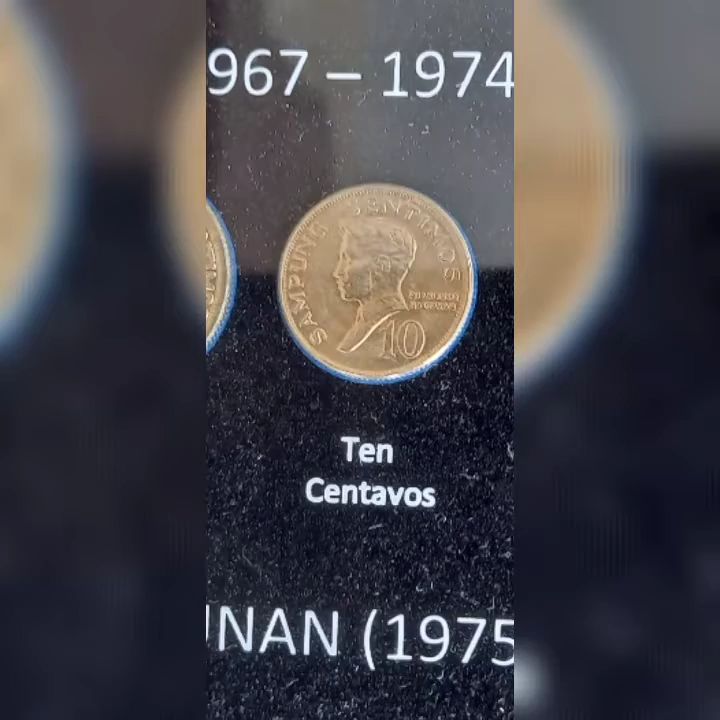 967 – 1974
SAMPUNG SENTIMOS
10
Ten
Centavos
NAN (1975